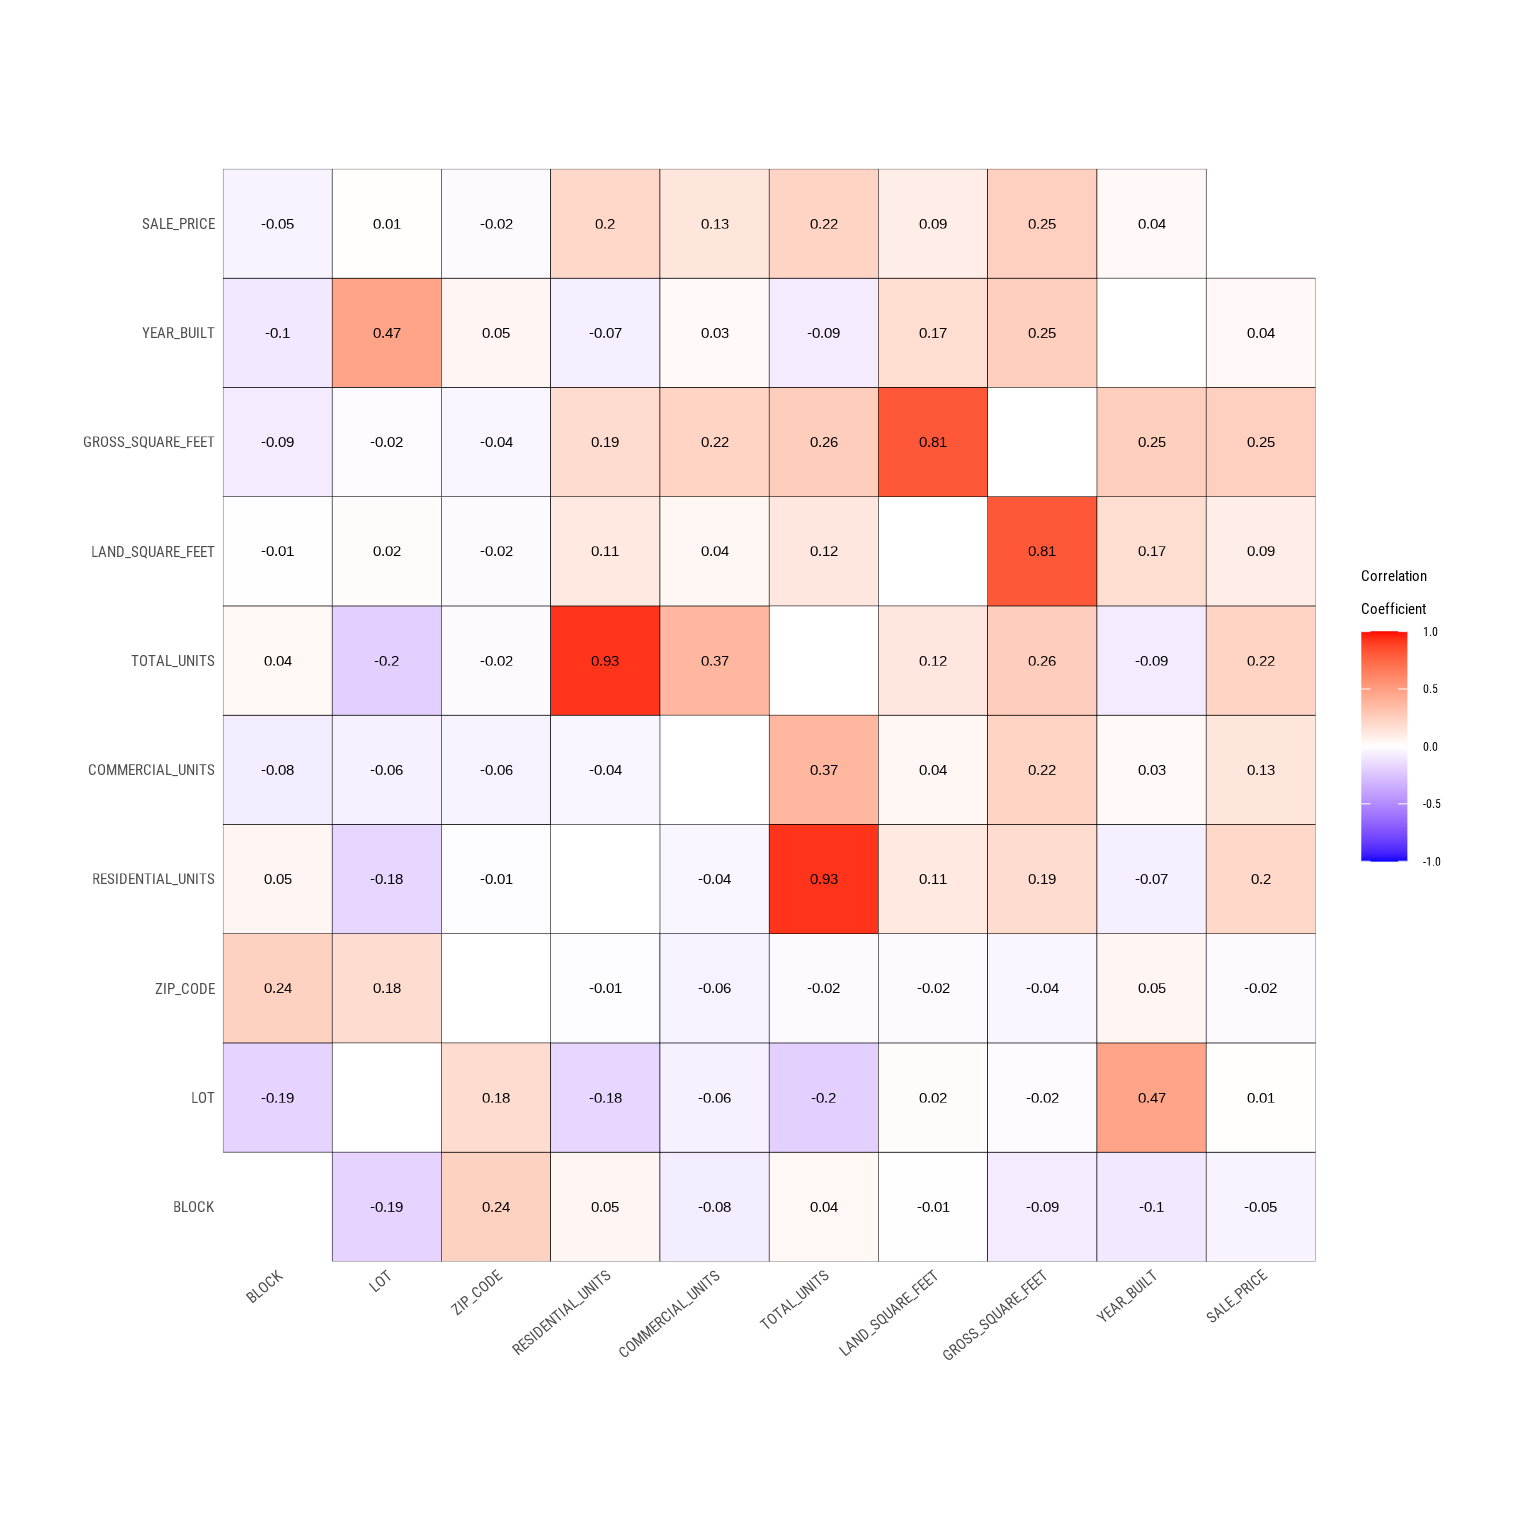 SALE_PRICE -0.05 0.01 -0.02 0.2 0.13 0.22 0.09 0.25 0.04
YEAR_BUILT -0.1 0.47 0.05 -0.07 0.03 -0.09 0.17 0.25 0.04
GROSS_SQUARE_FEET -0.09 -0.02 -0.04 0.19 0.22 0.26 0.81 0.25 0.25
LAND_SQUARE_FEET -0.01 0.02 -0.02 0.11 0.04 0.12 0.81 0.17 0.09
TOTAL_UNITS 0.04 -0.2 -0.02 0.93 0.37 0.12 0.26 -0.09 0.22
COMMERCIAL_UNITS -0.08 -0.06 -0.06 -0.04 0.37 0.04 0.22 0.03 0.13
RESIDENTIAL_UNITS 0.05 -0.18 -0.01 -0.04 0.93 0.11 0.19 -0.07 0.2
ZIP_CODE 0.24 0.18 -0.01 -0.06 -0.02 -0.02 -0.04 0.05 -0.02
LOT -0.19 0.18 -0.18 -0.06 -0.2 0.02 -0.02 0.47 0.01
BLOCK -0.19 0.24 0.05 -0.08 0.04 -0.01 -0.09 -0.1 -0.05
BLOCK LOT ZIP_CODE RESIDENTIAL_UNITS COMMERCIAL_UNITS TOTAL_UNITS LAND_SQUARE_FEET GROSS_SQUARE_FEET YEAR_BUILT SALE_PRICE
Correlation
Coefficient
1.0
0.5
0.0
-0.5
-1.0